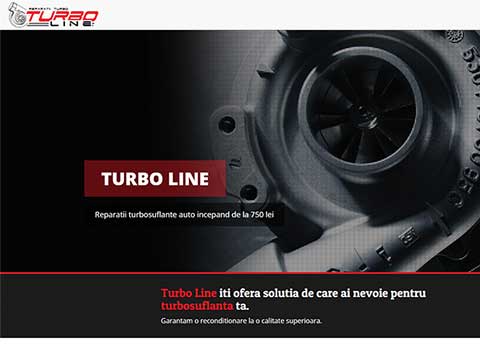 REPARATII TURBO
TURBO
LINE
TURBO LINE
Reparatii turbosuflante auto incepand de la 750 lei
Turbo Line iti ofera solutia de care ai nevoie pentru
turbosuflanta ta.
Garantam o reconditionare la o calitate superioara.